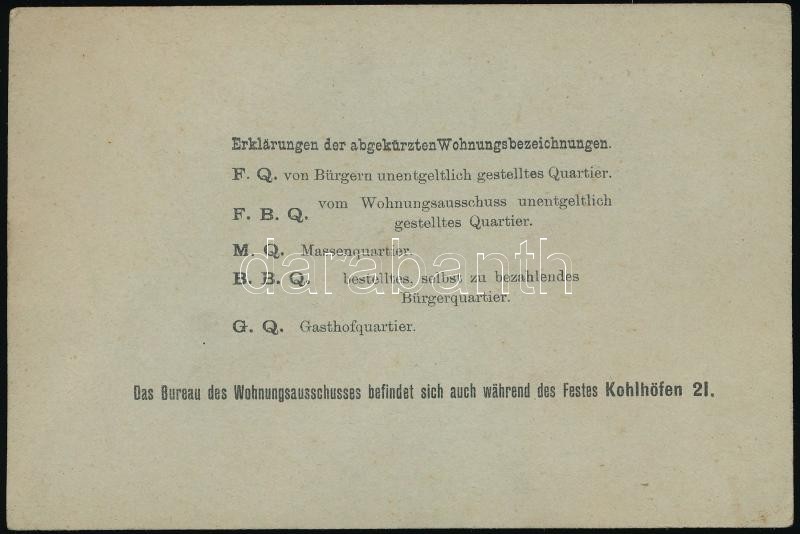 Erklärungen der abgekürzten Wohnungsbezeichnungen.
F. Q. von Bürgern unentgeltlich gestelltes Quartier.
F. B. Q. vom Wohnungsausschuss unentgeltlich
gestelltes Quartier.
M. Q. Massenquartier.
darabanth
B. B. Q. bestelltes, selbst zu bezahlendes
Bürgerquartier.
G. Q. Gasthofquartier.
Das Bureau des Wohnungsausschusses befindet sich auch während des Festes Kohlhöfen 21.